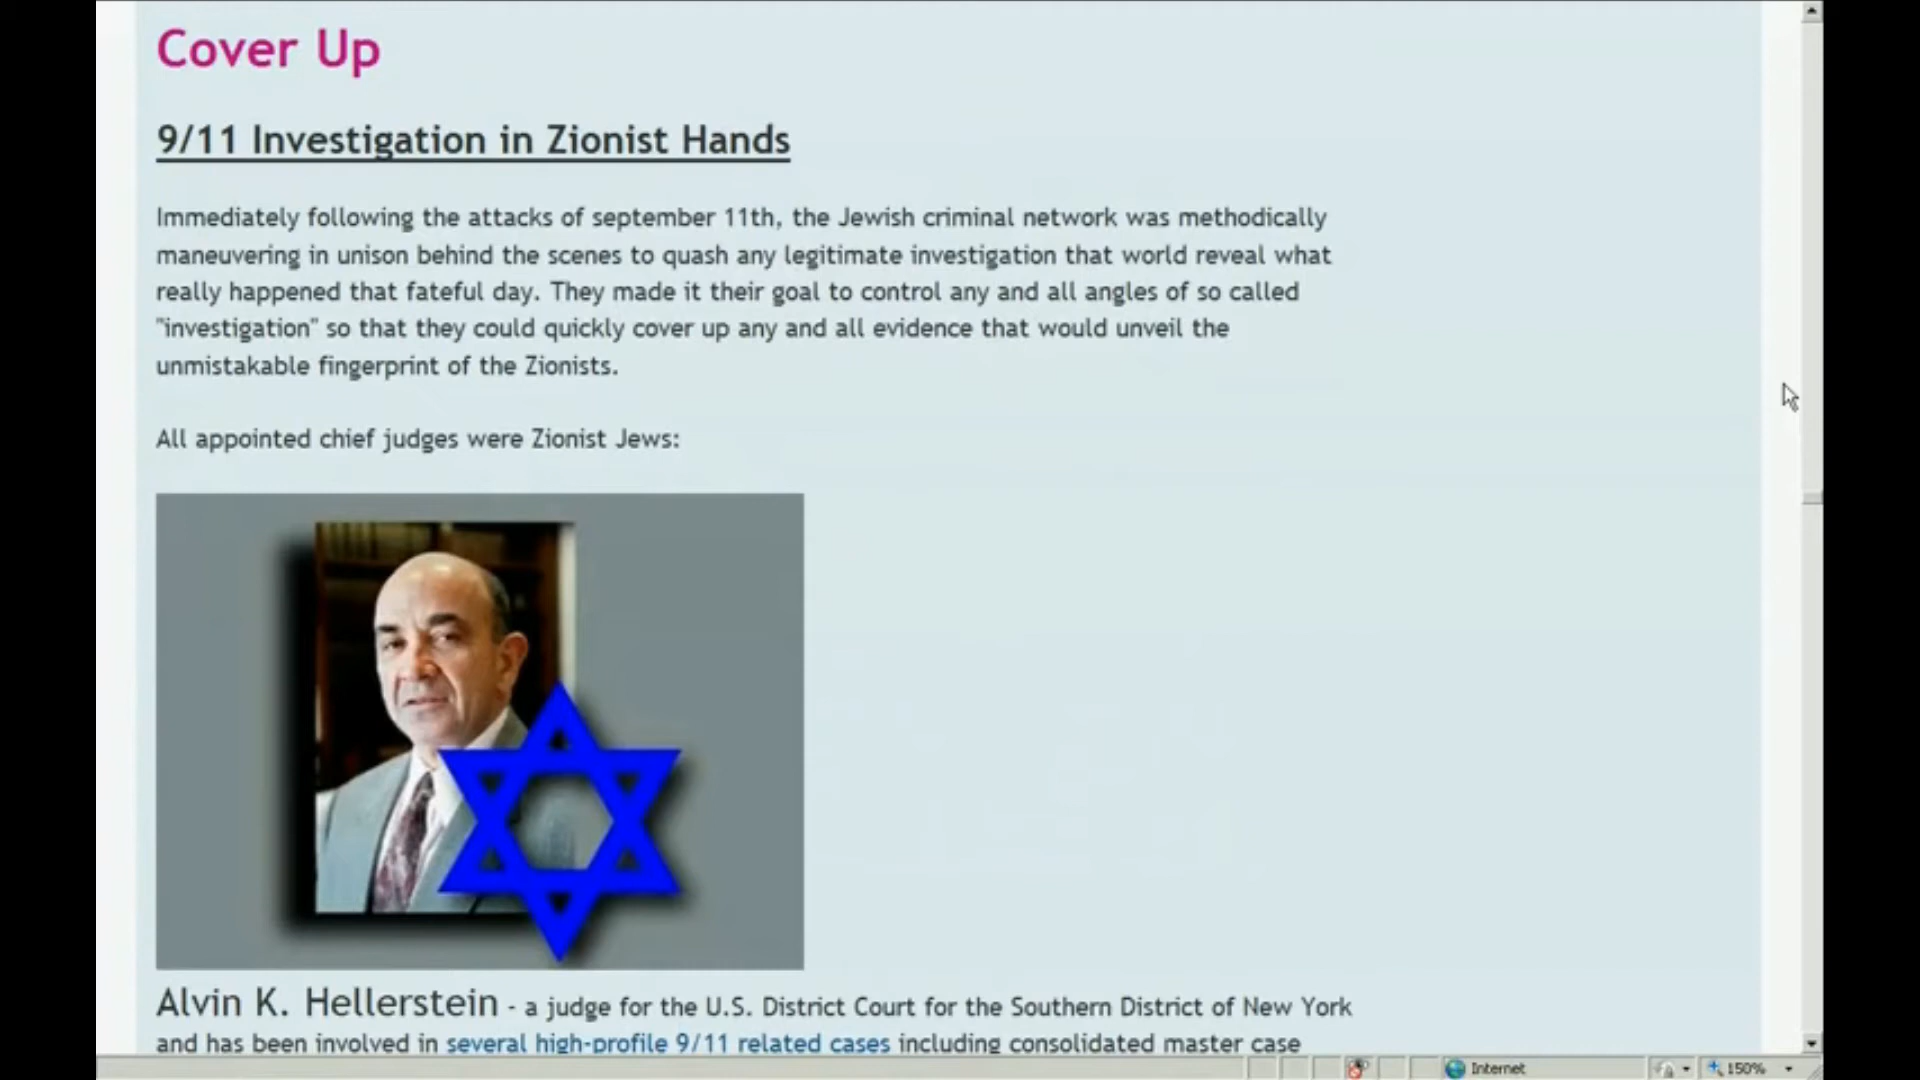 Cover Up
9/11 Investigation in Zionist Hands
Immediately following the attacks of september 11th, the Jewish criminal network was methodically
maneuvering in unison behind the scenes to quash any legitimate investigation that world reveal what
really happened that fateful day. They made it their goal to control any and all angles of so called
"investigation" so that they could quickly cover up any and all evidence that would unveil the
unmistakable fingerprint of the Zionists.
All appointed chief judges were Zionist Jews:
Alvin K. Hellerstein - a judge for the U.S. District Court for the Southern District of New York
and has been involved in several high-profile 9/11 related cases including consolidated master case
Internet
150%